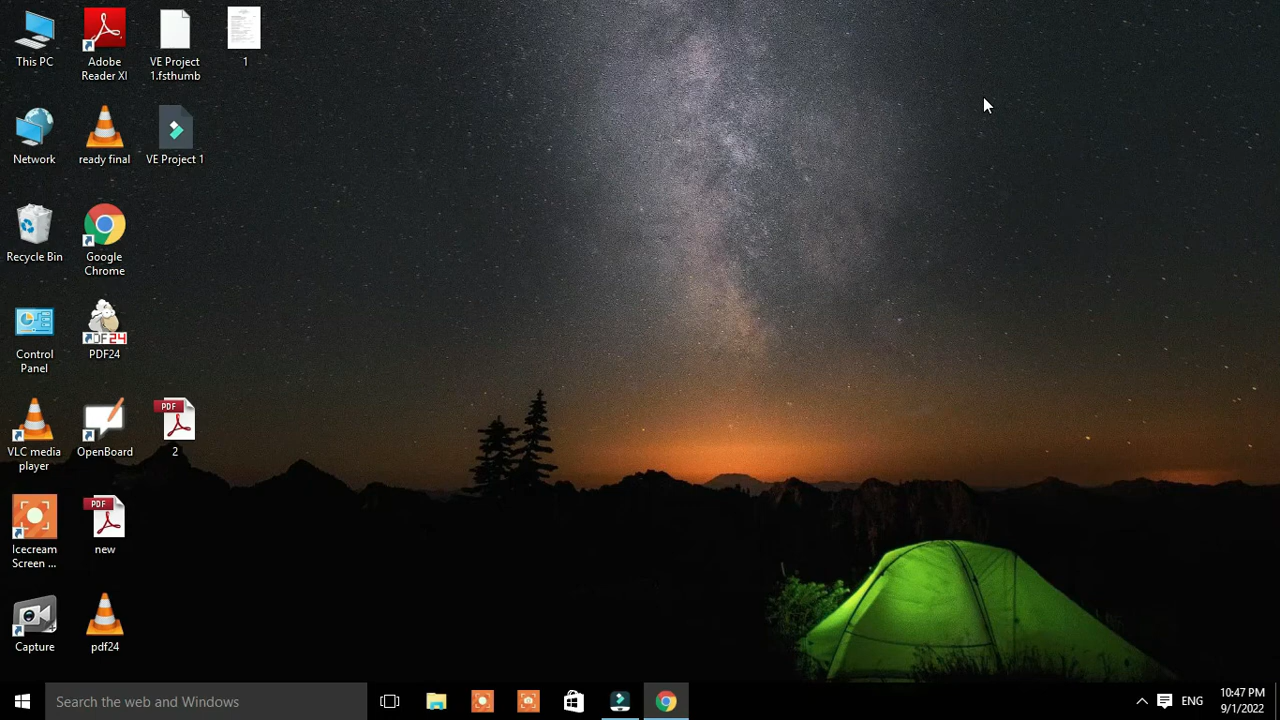 This PC
Adobe
Reader XI
VE Project
1.fsthumb
1
Network
ready final
VE Project 1
Recycle Bin
Google
Chrome
Control
Panel
PDF24
VLC media
player
OpenBoard
PDF
2
Icecream
Screen ...
PDF
new
Capture
pdf24
Search the web and Windows
ENG
PM
9/1/2022